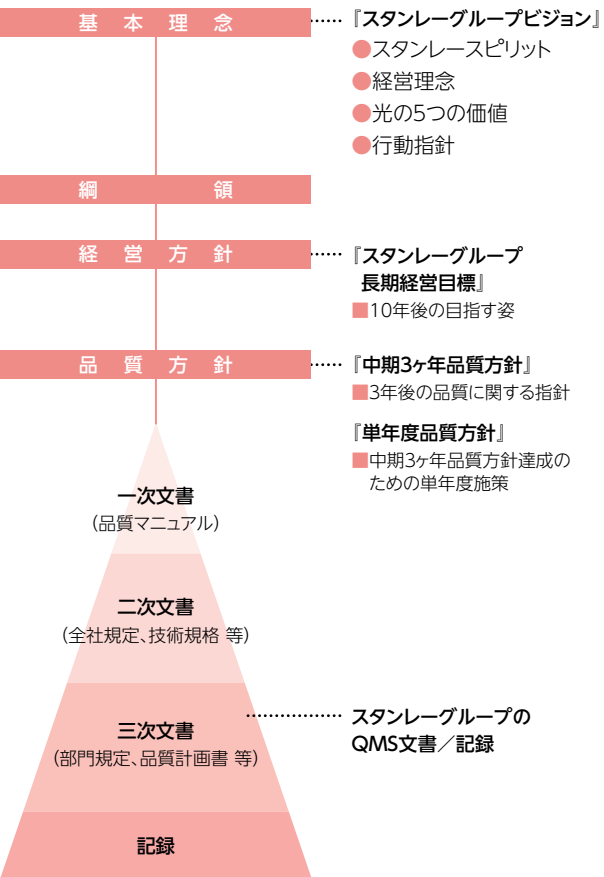 基本理念
『スタンレーグループビジョン』
●スタンレースピリット
●経営理念
●光の5つの価値
●行動指針
綱領
経営方針
『スタンレーグループ
長期経営目標』
■10年後の目指す姿
品質方針
『中期3ヶ年品質方針』
■3年後の品質に関する指針
『単年度品質方針』
■中期3ヶ年品質方針達成の
ための単年度施策
一次文書
(品質マニュアル)
二次文書
(全社規定、技術規格 等)
三次文書
(部門規定、品質計画書 等)
スタンレーグループの
QMS文書／記録
記録